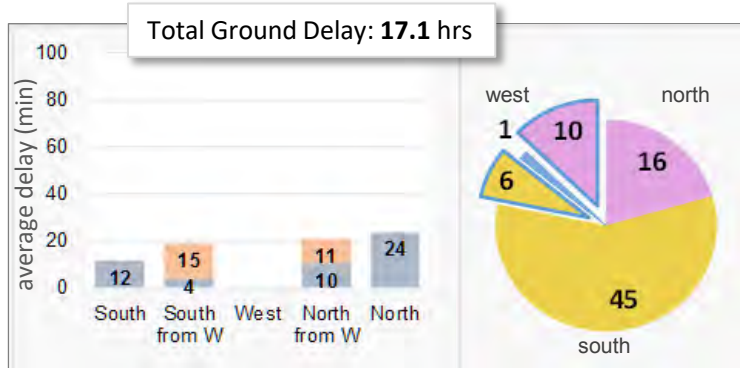 Total Ground Delay: 17.1 hrs
average delay (min)
100
80
60
40
20
0
12
15
4
11
10
24
South
South from W
West
North from W
North
west
north
1
10
16
6
45
south